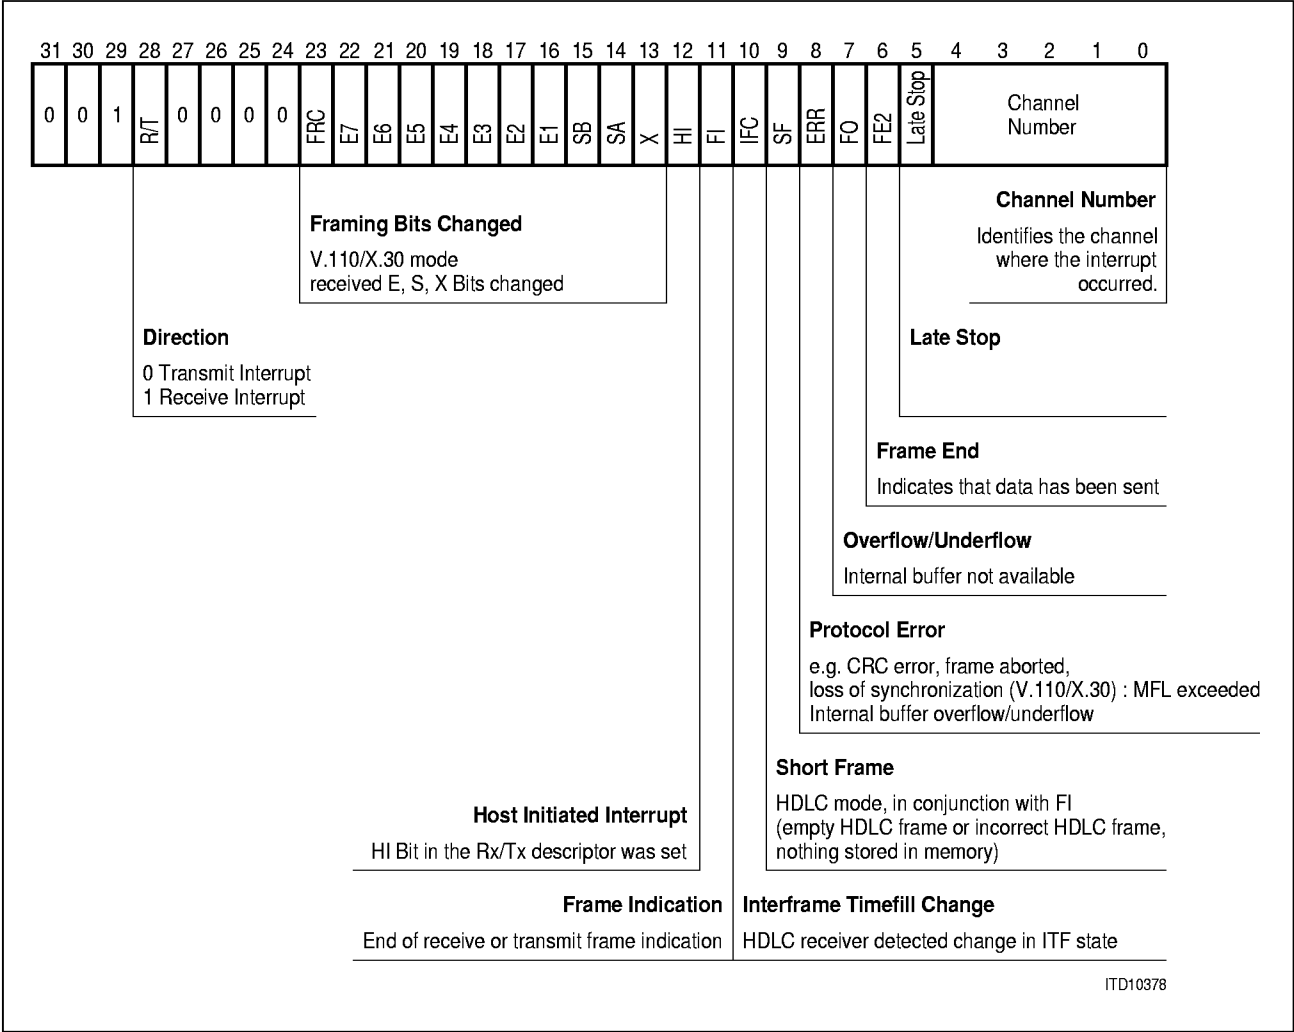 31 30 29 28 27 26 25 24 23 22 21 20 19 18 17 16 15 14 13 12 11 10 9 8 7 6 5 4 3 2 1 0
0 0 1 R/T 0 0 0 0 FRC E7 E6 E5 E4 E3 E2 E1 SB SA X HI FI IFC SF ERR FO FE2 Late Stop Channel
Number
Channel Number
Identifies the channel
where the interrupt
occurred.
Framing Bits Changed
V.110/X.30 mode
received E, S, X Bits changed
Direction
0 Transmit Interrupt
1 Receive Interrupt
Late Stop
Frame End
Indicates that data has been sent
Overflow/Underflow
Internal buffer not available
Protocol Error
e.g. CRC error, frame aborted,
loss of synchronization (V.110/X.30) : MFL exceeded
Internal buffer overflow/underflow
Short Frame
HDLC mode, in conjunction with FI
(empty HDLC frame or incorrect HDLC frame,
nothing stored in memory)
Host Initiated Interrupt
HI Bit in the Rx/Tx descriptor was set
Frame Indication
End of receive or transmit frame indication
Interframe Timefill Change
HDLC receiver detected change in ITF state
ITD10378